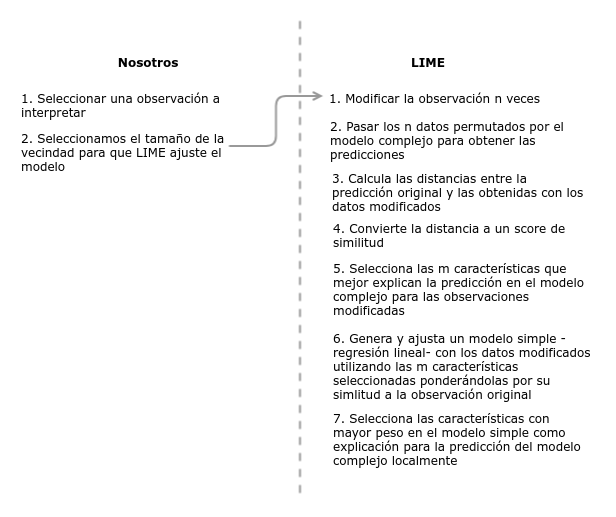 Nosotros
1. Seleccionar una observación a
interpretar
2. Seleccionamos el tamaño de la
vecindad para que LIME ajuste el
modelo
LIME
1. Modificar la observación n veces
2. Pasar los n datos permutados por el
modelo complejo para obtener las
predicciones
3. Calcula las distancias entre la
predicción original y las obtenidas con los
datos modificados
4. Convierte la distancia a un score de
similitud
5. Selecciona las m características que
mejor explican la predicción en el modelo
complejo para las observaciones
modificadas
6. Genera y ajusta un modelo simple -
regresión lineal- con los datos modificados
utilizando las m características
seleccionadas ponderándolas por su
simlitud a la observación original
7. Selecciona las características con
mayor peso en el modelo simple como
explicación para la predicción del modelo
complejo localmente